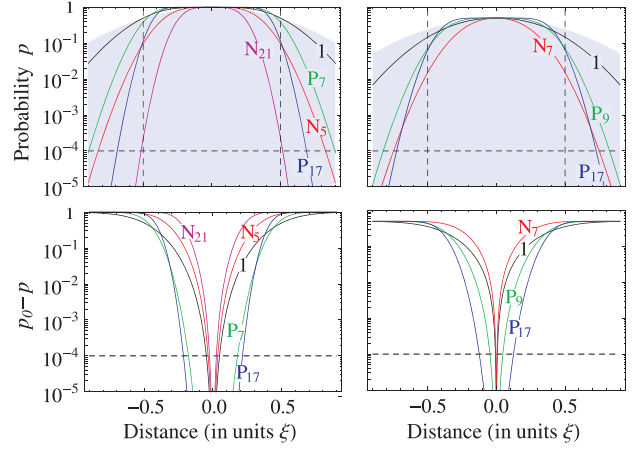 Probability p
1
10⁻¹
10⁻²
10⁻³
10⁻⁴
10⁻⁵
N₂₁
1
P₇
N₅
P₁₇
N₇
1
P₉
P₁₇
p₀–p
1
10⁻¹
10⁻²
10⁻³
10⁻⁴
10⁻⁵
N₂₁
N₅
1
P₇
P₁₇
N₇
1
P₉
P₁₇
−0.5 0.0 0.5
−0.5 0.0 0.5
Distance (in units ξ)
Distance (in units ξ)